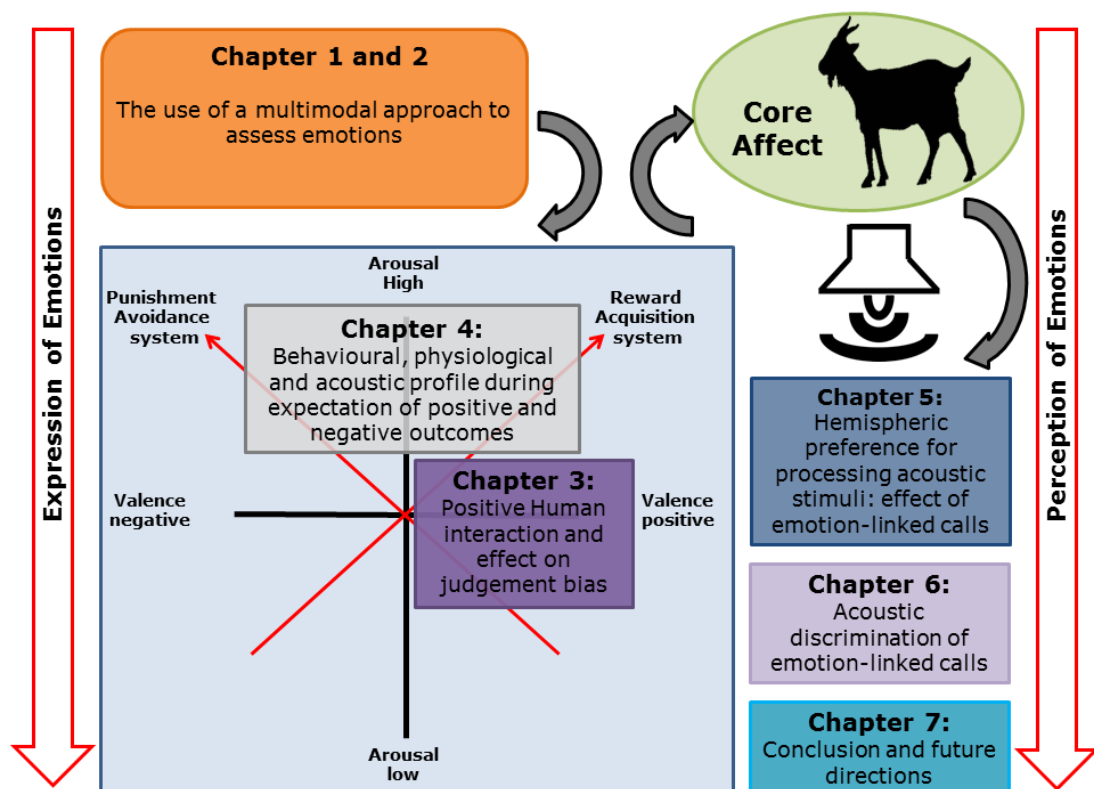 Expression of Emotions
Chapter 1 and 2
The use of a multimodal approach to
assess emotions
Core
Affect
Arousal
High
Punishment
Avoidance
system
Reward
Acquisition
system
Chapter 4:
Behavioural, physiological
and acoustic profile during
expectation of positive and
negative outcomes
Valence
negative
Valence
positive
Chapter 3:
Positive Human
interaction and
effect on
judgement bias
Arousal
low
Chapter 5:
Hemispheric
preference for
processing acoustic
stimuli: effect of
emotion-linked calls
Chapter 6:
Acoustic
discrimination of
emotion-linked calls
Chapter 7:
Conclusion and future
directions
Perception of Emotions